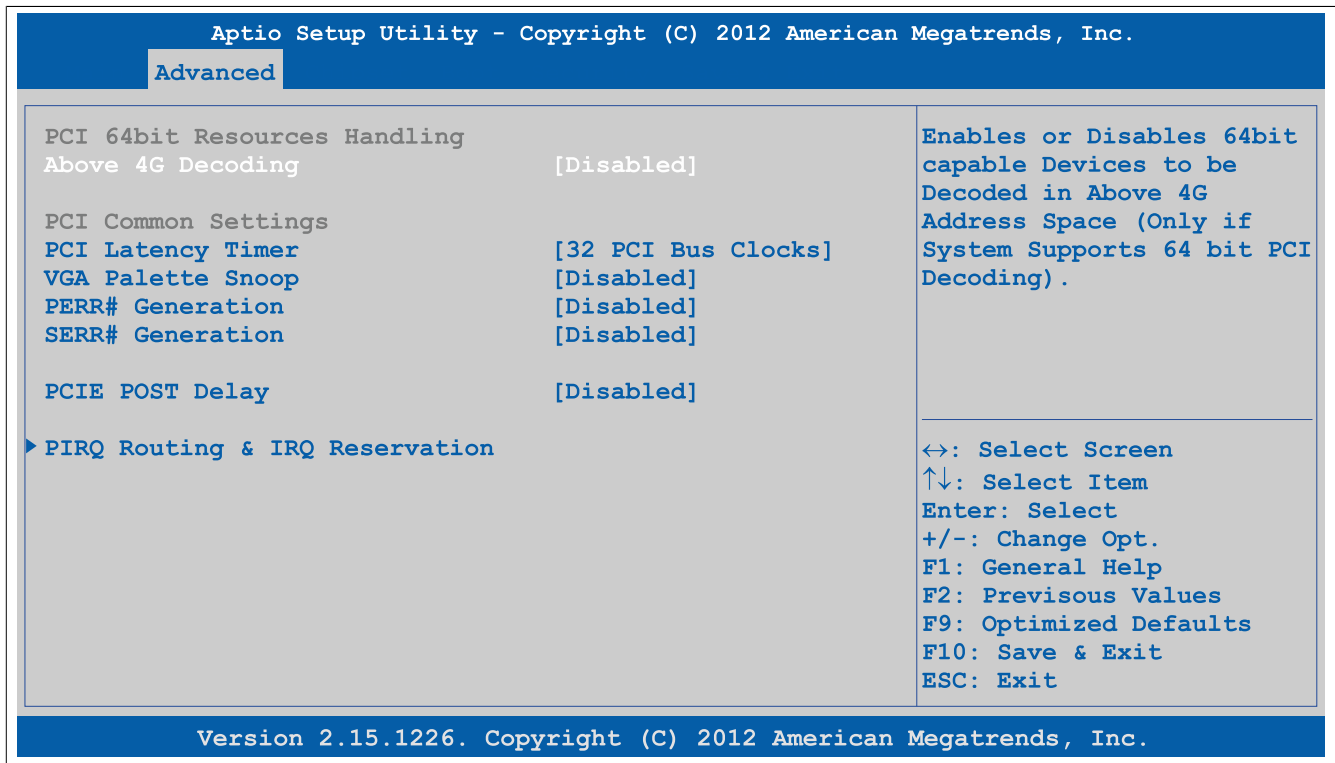 Aptio Setup Utility - Copyright (C) 2012 American Megatrends, Inc.
Advanced
PCI 64bit Resources Handling
Above 4G Decoding [Disabled]
PCI Common Settings
PCI Latency Timer [32 PCI Bus Clocks]
VGA Palette Snoop [Disabled]
PERR# Generation [Disabled]
SERR# Generation [Disabled]
PCIE POST Delay [Disabled]
PIRQ Routing & IRQ Reservation
Enables or Disables 64bit
capable Devices to be
Decoded in Above 4G
Address Space (Only if
System Supports 64 bit PCI
Decoding).
↔: Select Screen
↑↓: Select Item
Enter: Select
+/-: Change Opt.
F1: General Help
F2: Previsous Values
F9: Optimized Defaults
F10: Save & Exit
ESC: Exit
Version 2.15.1226. Copyright (C) 2012 American Megatrends, Inc.